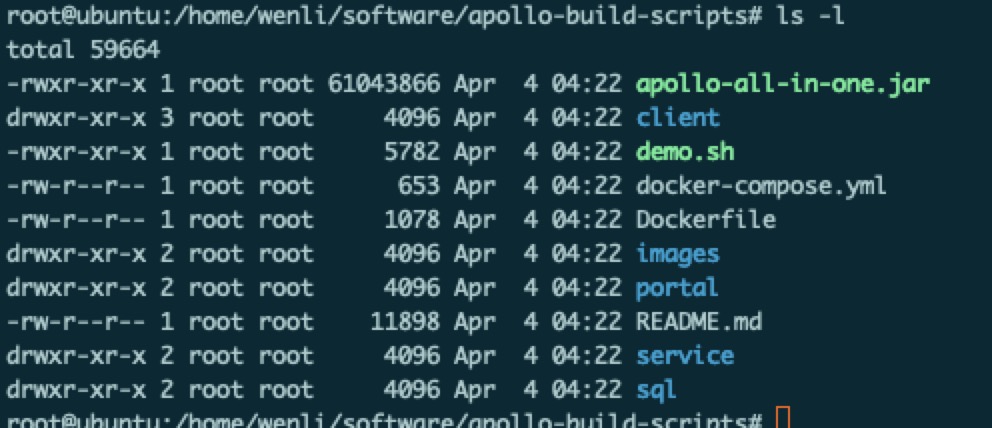 root@ubuntu:/home/wenli/software/apollo-build-scripts# ls -l
total 59664
-rwxr-xr-x 1 root root 61043866 Apr  4 04:22 apollo-all-in-one.jar
drwxr-xr-x 3 root root     4096 Apr  4 04:22 client
-rwxr-xr-x 1 root root     5782 Apr  4 04:22 demo.sh
-rw-r--r-- 1 root root      653 Apr  4 04:22 docker-compose.yml
-rw-r--r-- 1 root root     1078 Apr  4 04:22 Dockerfile
drwxr-xr-x 2 root root     4096 Apr  4 04:22 images
drwxr-xr-x 2 root root     4096 Apr  4 04:22 portal
-rw-r--r-- 1 root root    11898 Apr  4 04:22 README.md
drwxr-xr-x 2 root root     4096 Apr  4 04:22 service
drwxr-xr-x 2 root root     4096 Apr  4 04:22 sql
root@ubuntu:/home/wenli/software/apollo-build-scripts#